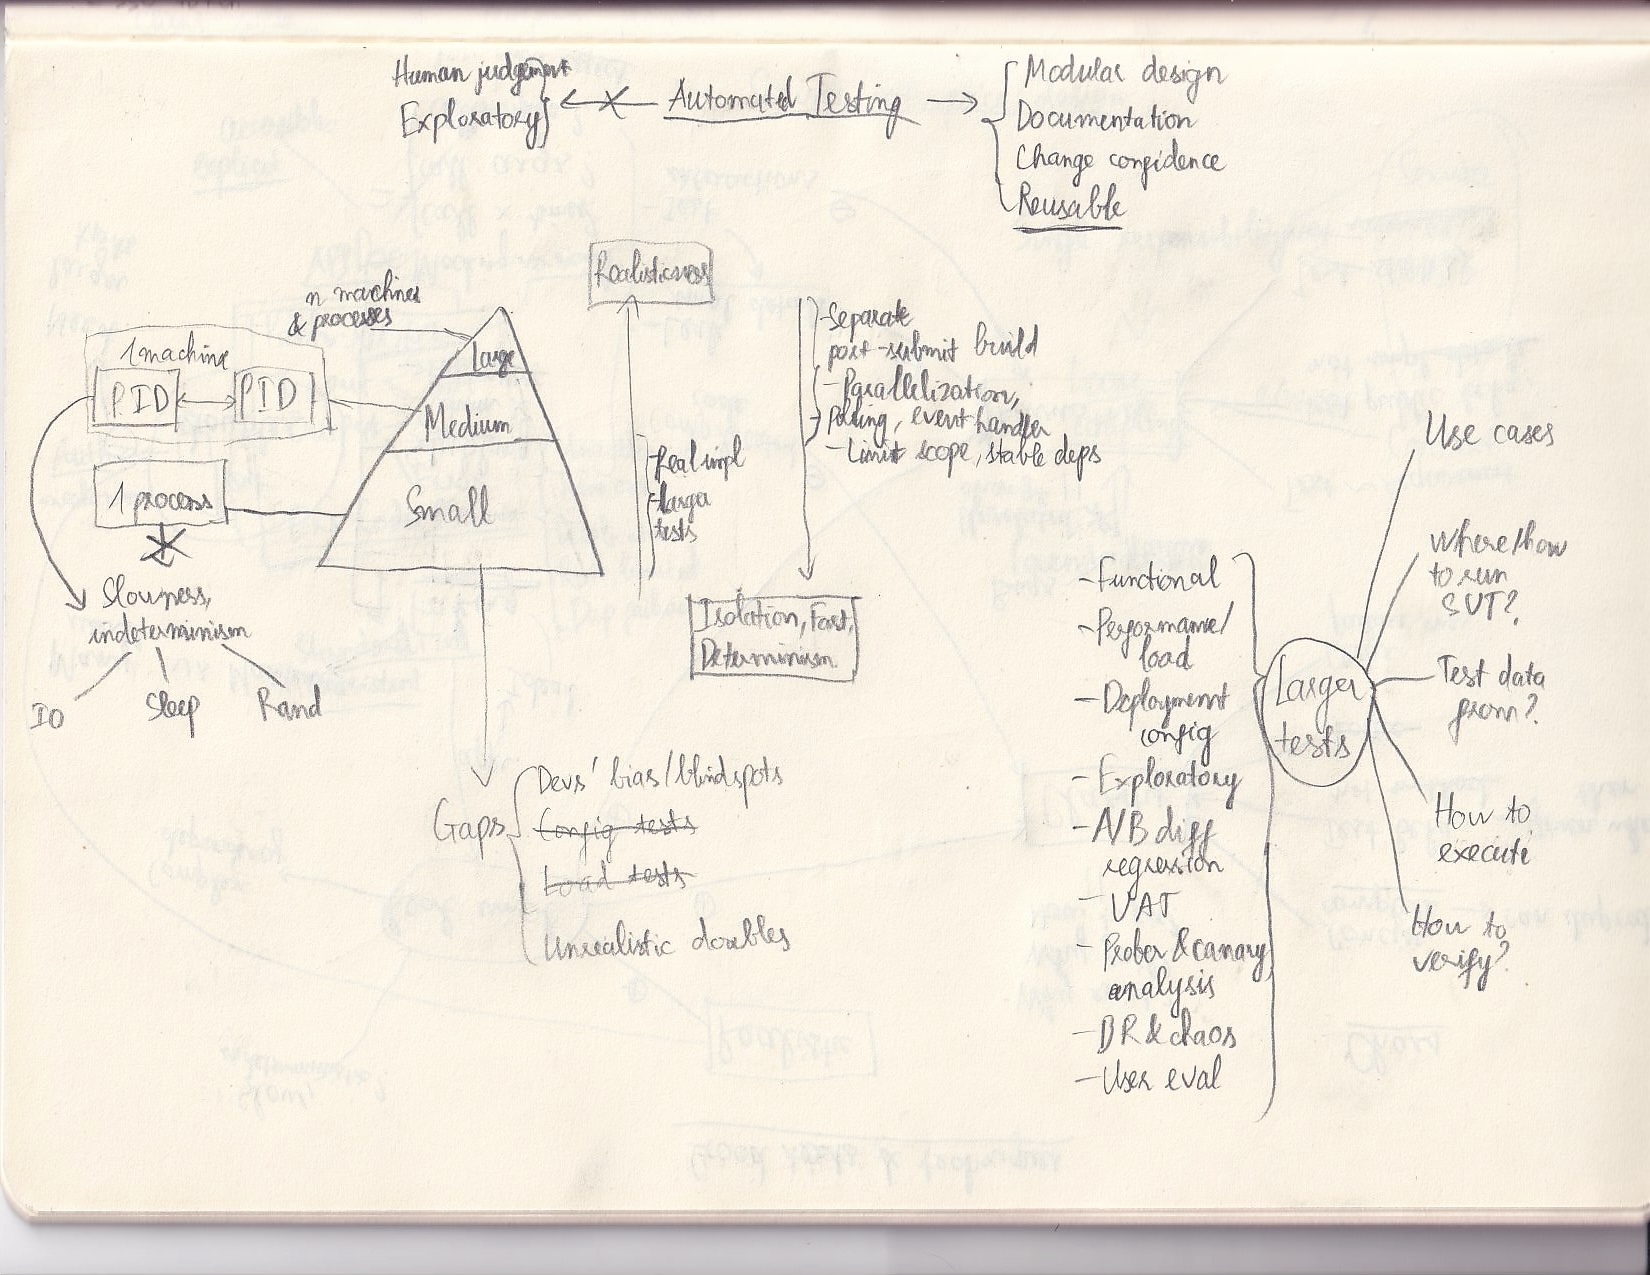 Human judgement
Exploratory
Automated Testing
Modular design
Documentation
Change confidence
Reusable
Realisticness
n machines
& processes
1 machine
PID
PID
1 process
Slowness,
indeterminism
IO
Sleep
Rand
Large
Medium
Small
-Real impl
-larger
tests
-Separate
post-submit build
-Parallelization,
polling, event handler
-Limit scope, stable deps
Isolation, Fast,
Determinism
Gaps
Devs' bias/blindspots
Config tests
Load tests
Unrealistic doubles
-Functional
-Performance/
load
-Deployment
config
-Exploratory
-A/B diff
regression
-UAT
-Prober & canary
analysis
-DR & chaos
-User eval
Larger
tests
Use cases
Where/how
to run
SUT?
Test data
from?
How to
execute
How to
verify?